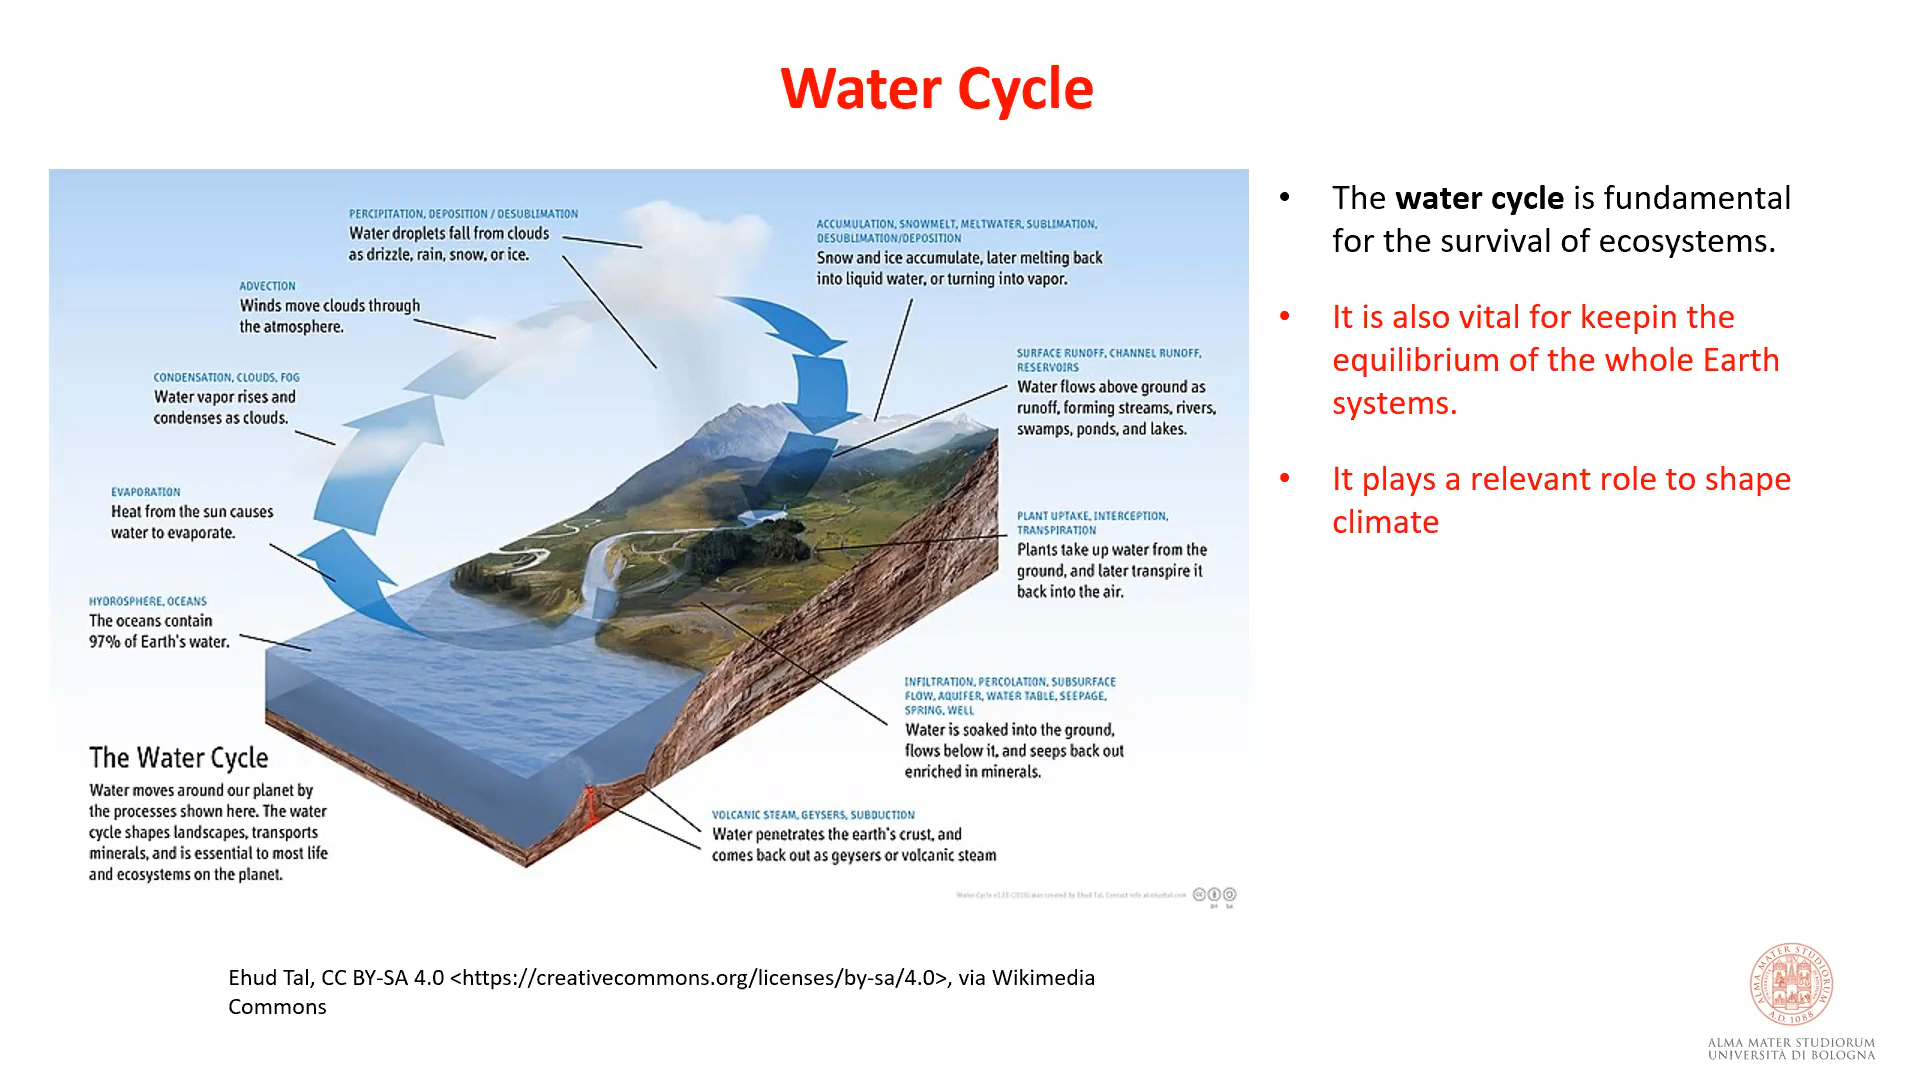 Water Cycle
PERCIPITATION, DEPOSITION / DESUBLIMATION
Water droplets fall from clouds
as drizzle, rain, snow, or ice.
ADVECTION
Winds move clouds through
the atmosphere.
CONDENSATION, CLOUDS, FOG
Water vapor rises and
condenses as clouds.
EVAPORATION
Heat from the sun causes
water to evaporate.
HYDROSPHERE, OCEANS
The oceans contain
97% of Earth's water.
The Water Cycle
Water moves around our planet by
the processes shown here. The water
cycle shapes landscapes, transports
minerals, and is essential to most life
and ecosystems on the planet.
ACCUMULATION, SNOWMELT, MELTWATER, SUBLIMATION,
DESUBLIMATION/DEPOSITION
Snow and ice accumulate, later melting back
into liquid water, or turning into vapor.
SURFACE RUNOFF, CHANNEL RUNOFF,
RESERVOIRS
Water flows above ground as
runoff, forming streams, rivers,
swamps, ponds, and lakes.
PLANT UPTAKE, INTERCEPTION,
TRANSPIRATION
Plants take up water from the
ground, and later transpire it
back into the air.
INFILTRATION, PERCOLATION, SUBSURFACE
FLOW, AQUIFER, WATER TABLE, SEEPAGE,
SPRING, WELL
Water is soaked into the ground,
flows below it, and seeps back out
enriched in minerals.
VOLCANIC STEAM, GEYSERS, SUBDUCTION
Water penetrates the earth's crust, and
comes back out as geysers or volcanic steam
• The water cycle is fundamental
for the survival of ecosystems.
• It is also vital for keepin the
equilibrium of the whole Earth
systems.
• It plays a relevant role to shape
climate
Ehud Tal, CC BY-SA 4.0 <https://creativecommons.org/licenses/by-sa/4.0>, via Wikimedia
Commons
ALMA MATER STUDIORUM
A.D. 1088
ALMA MATER STUDIORUM
UNIVERSITÀ DI BOLOGNA